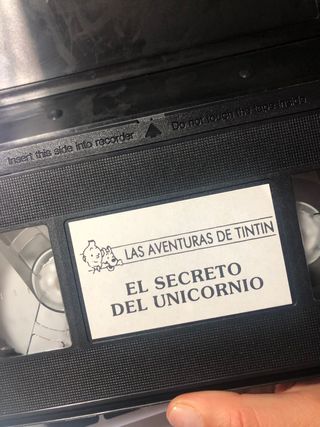 Insert this side into recorder
Do not touch the tape inside
LAS AVENTURAS DE TINTIN
EL SECRETO
DEL UNICORNIO